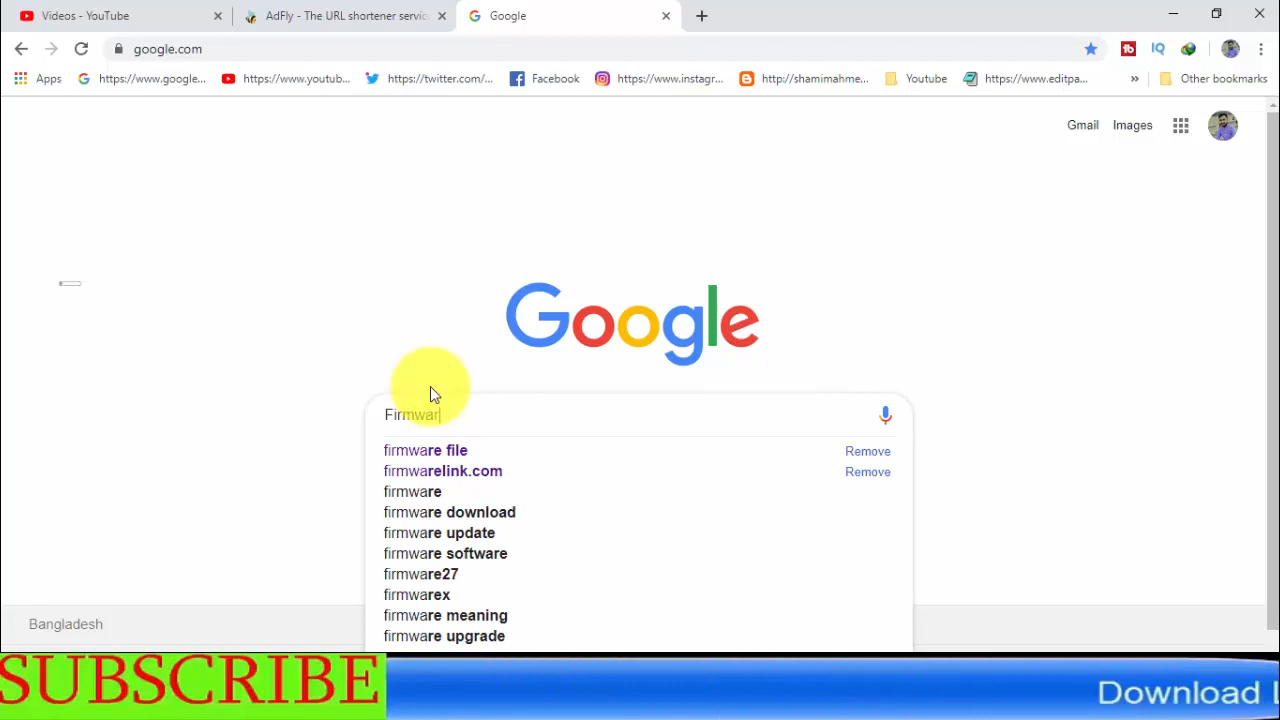 Videos - YouTube
AdFly - The URL shortener servic
Google
google.com
Apps
https://www.google...
https://www.youtub...
https://twitter.com/...
Facebook
https://www.instagr...
http://shamimahme...
Youtube
https://www.editpa...
»
Other bookmarks
Gmail
Images
Google
Firmwar
firmware file
Remove
firmwarelink.com
Remove
firmware
firmware download
firmware update
firmware software
firmware27
firmwarex
firmware meaning
firmware upgrade
Bangladesh
SUBSCRIBE
Download